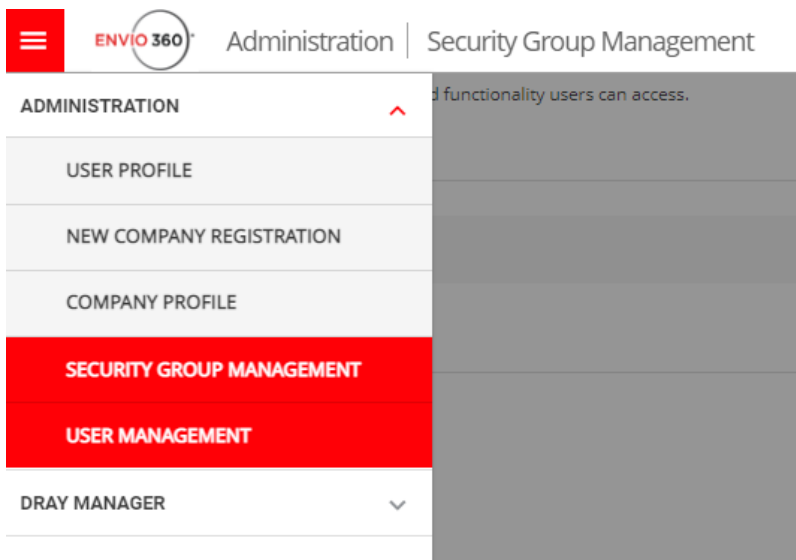 ENVIO 360 Administration Security Group Management
ADMINISTRATION
functionality users can access.
USER PROFILE
NEW COMPANY REGISTRATION
COMPANY PROFILE
SECURITY GROUP MANAGEMENT
USER MANAGEMENT
DRAY MANAGER